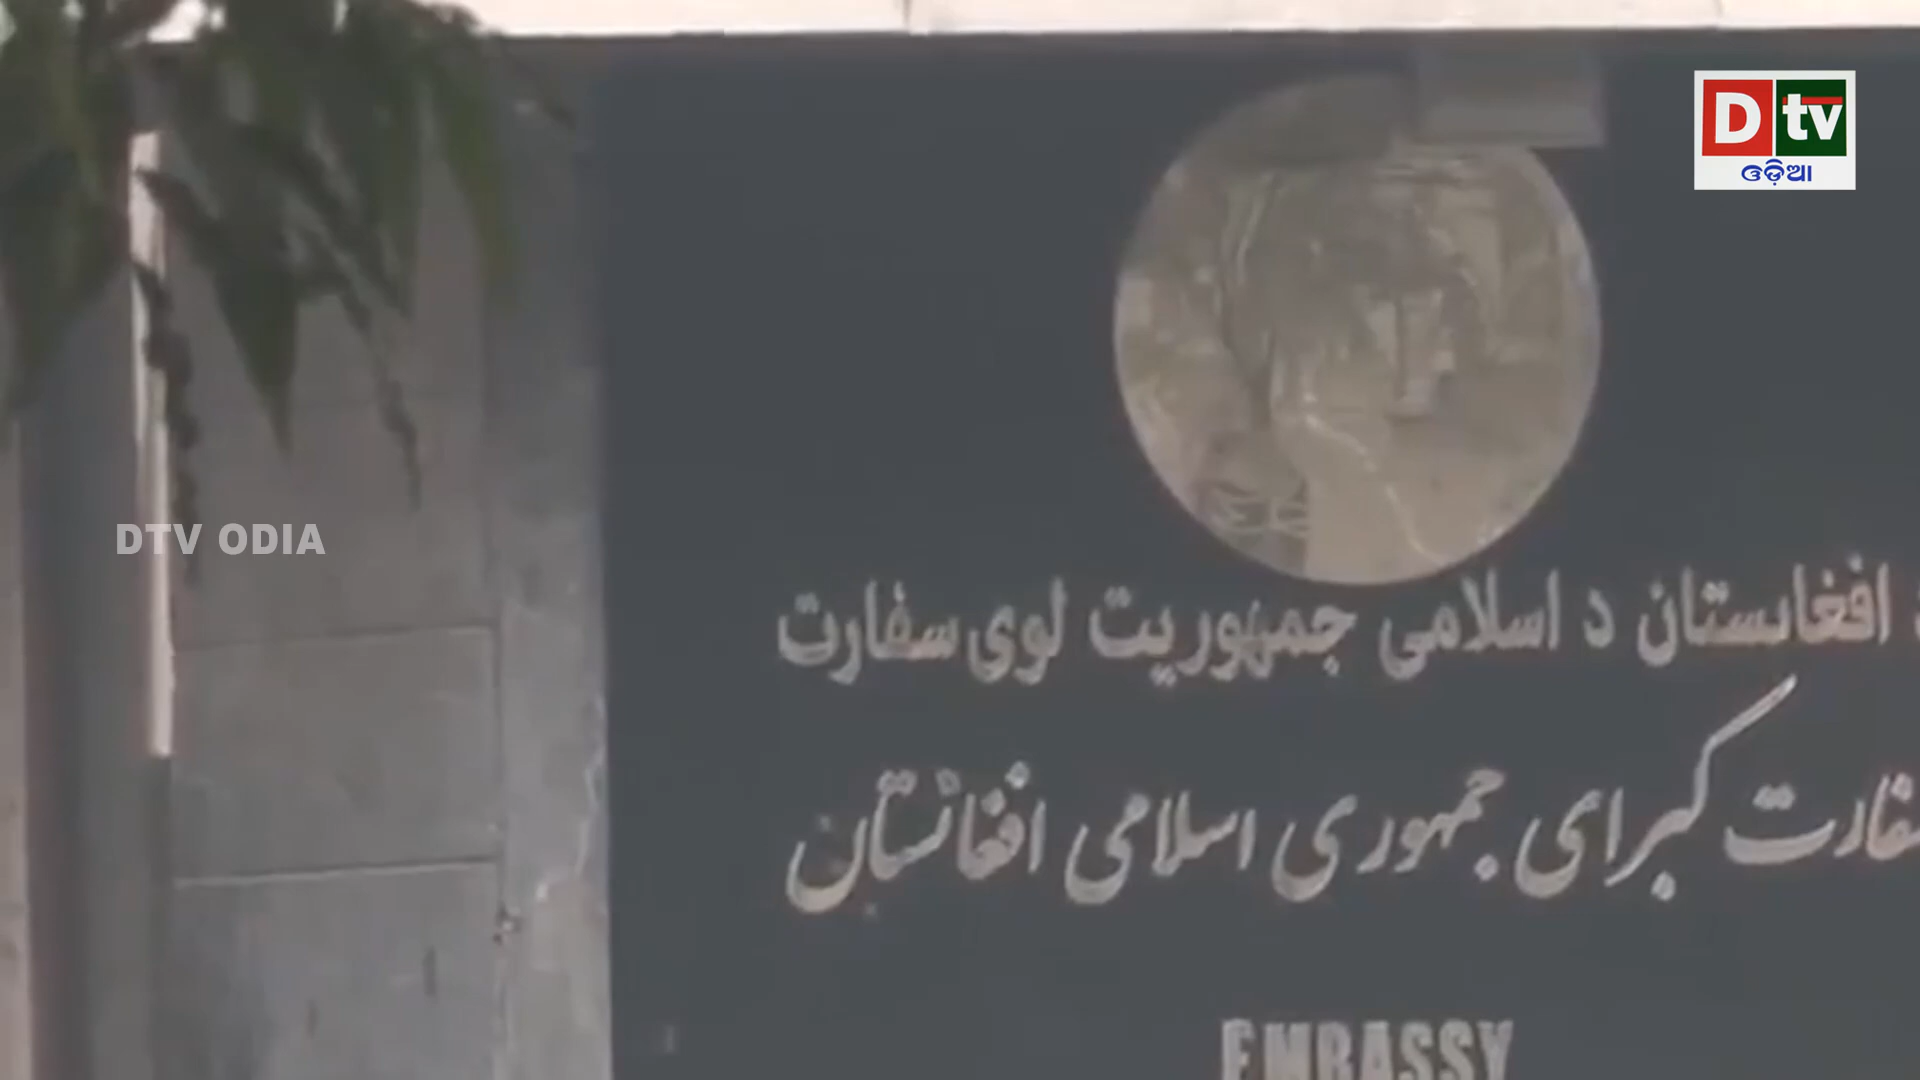 D tv
ଓଡ଼ିଆ
DTV ODIA
د افغانستان د اسلامی جمهوریت لوی سفارت
سفارت کبرای جمهوری اسلامی افغانستان
EMBASSY